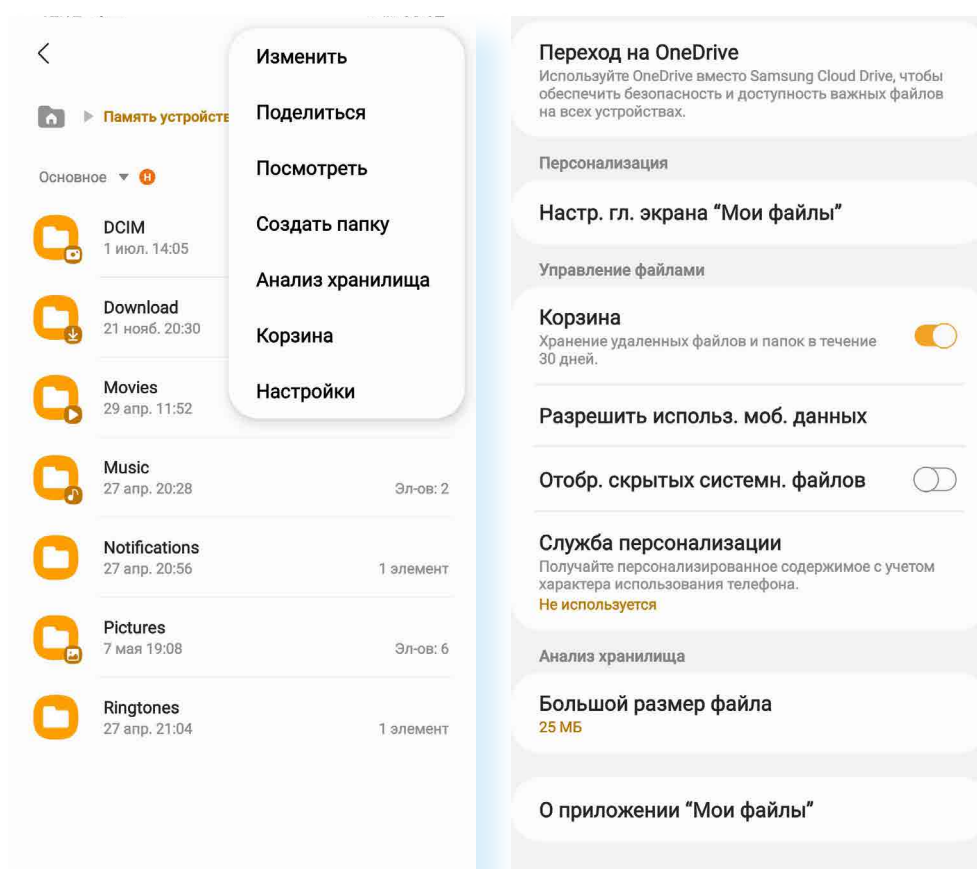 Изменить
Поделиться
Память устройств
Посмотреть
Основное
Н
Создать папку
DCIM
1 июл. 14:05
Анализ хранилища
Download
21 нояб. 20:30
Корзина
Movies
29 апр. 11:52
Настройки
Music
27 апр. 20:28
Эл-ов: 2
Notifications
27 апр. 20:56
1 элемент
Pictures
7 мая 19:08
Эл-ов: 6
Ringtones
27 апр. 21:04
1 элемент
Переход на OneDrive
Используйте OneDrive вместо Samsung Cloud Drive, чтобы
обеспечить безопасность и доступность важных файлов
на всех устройствах.
Персонализация
Настр. гл. экрана “Мои файлы”
Управление файлами
Корзина
Хранение удаленных файлов и папок в течение
30 дней.
Разрешить использ. моб. данных
Отобр. скрытых системн. файлов
Служба персонализации
Получайте персонализированное содержимое с учетом
характера использования телефона.
Не используется
Анализ хранилища
Большой размер файла
25 МБ
О приложении “Мои файлы”